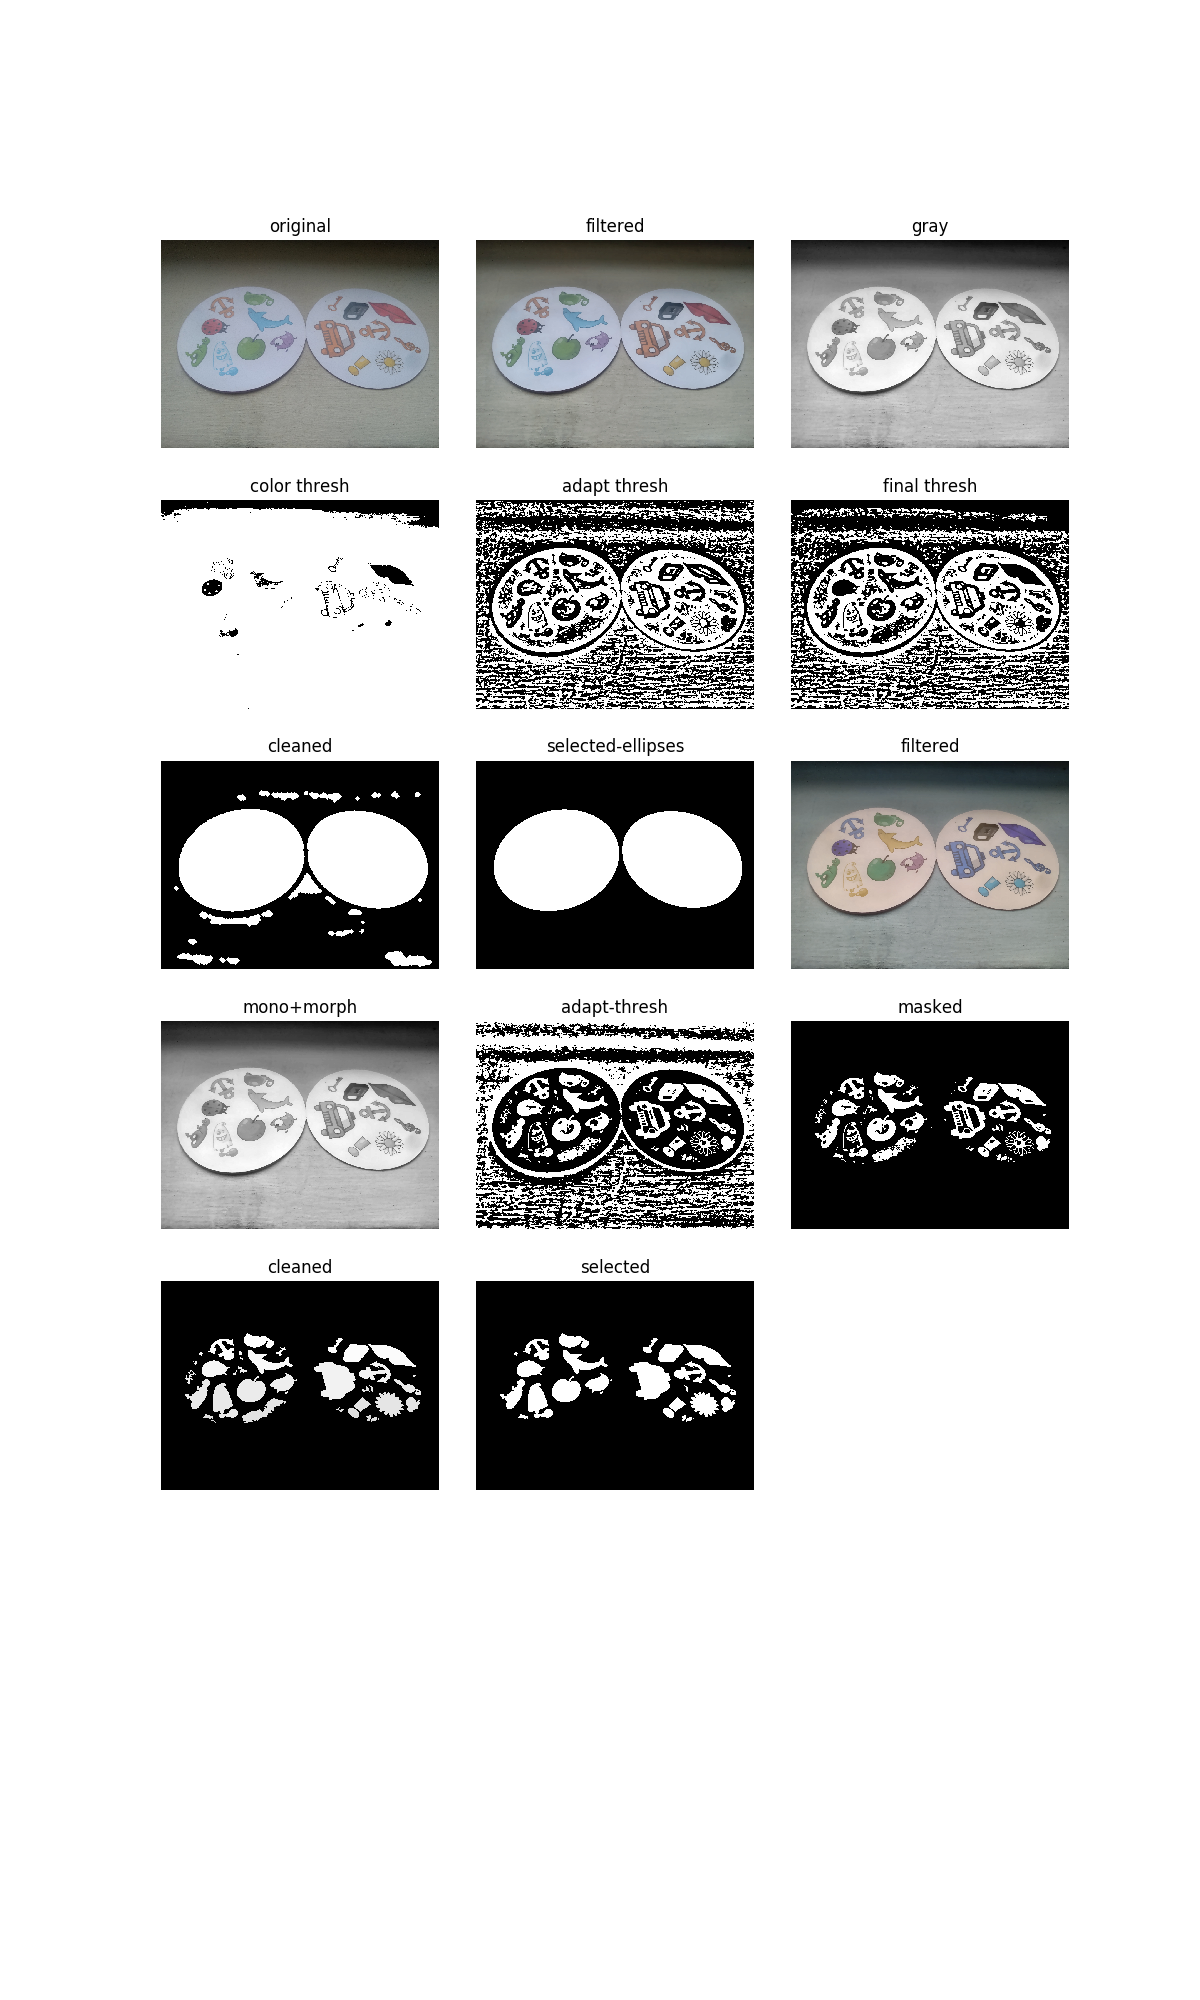 original filtered gray
color thresh adapt thresh final thresh
cleaned selected-ellipses filtered
mono+morph adapt-thresh masked
cleaned selected